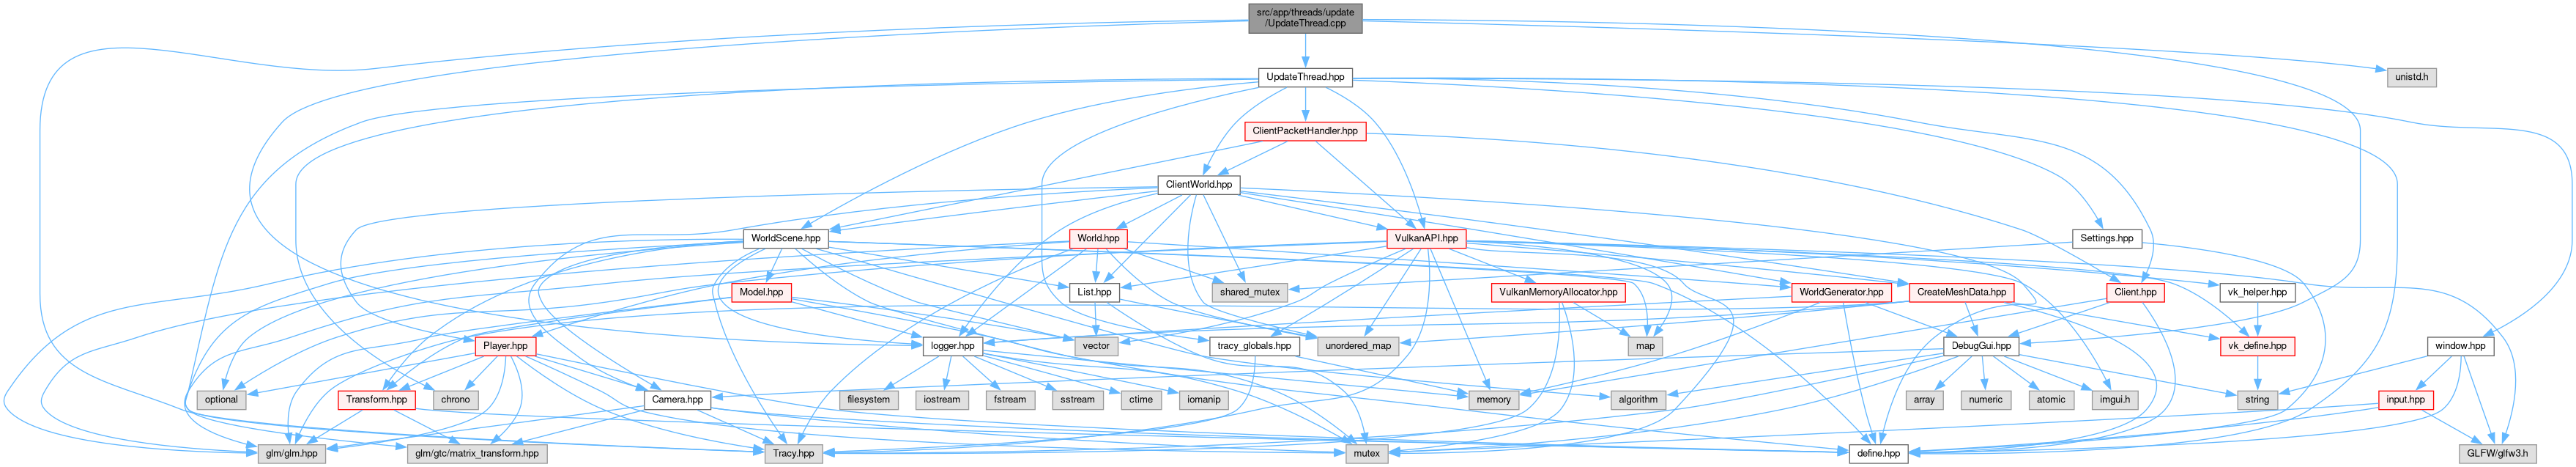 src/app/threads/update
/UpdateThread.cpp
UpdateThread.hpp
unistd.h
ClientPacketHandler.hpp
ClientWorld.hpp
WorldScene.hpp
World.hpp
VulkanAPI.hpp
Settings.hpp
Model.hpp
List.hpp
shared_mutex
VulkanMemoryAllocator.hpp
WorldGenerator.hpp
CreateMeshData.hpp
Client.hpp
vk_helper.hpp
Player.hpp
logger.hpp
vector
tracy_globals.hpp
unordered_map
map
DebugGui.hpp
vk_define.hpp
window.hpp
optional
Transform.hpp
chrono
Camera.hpp
filesystem
iostream
fstream
sstream
ctime
iomanip
memory
algorithm
array
numeric
atomic
imgui.h
string
input.hpp
glm/glm.hpp
glm/gtc/matrix_transform.hpp
Tracy.hpp
mutex
define.hpp
GLFW/glfw3.h